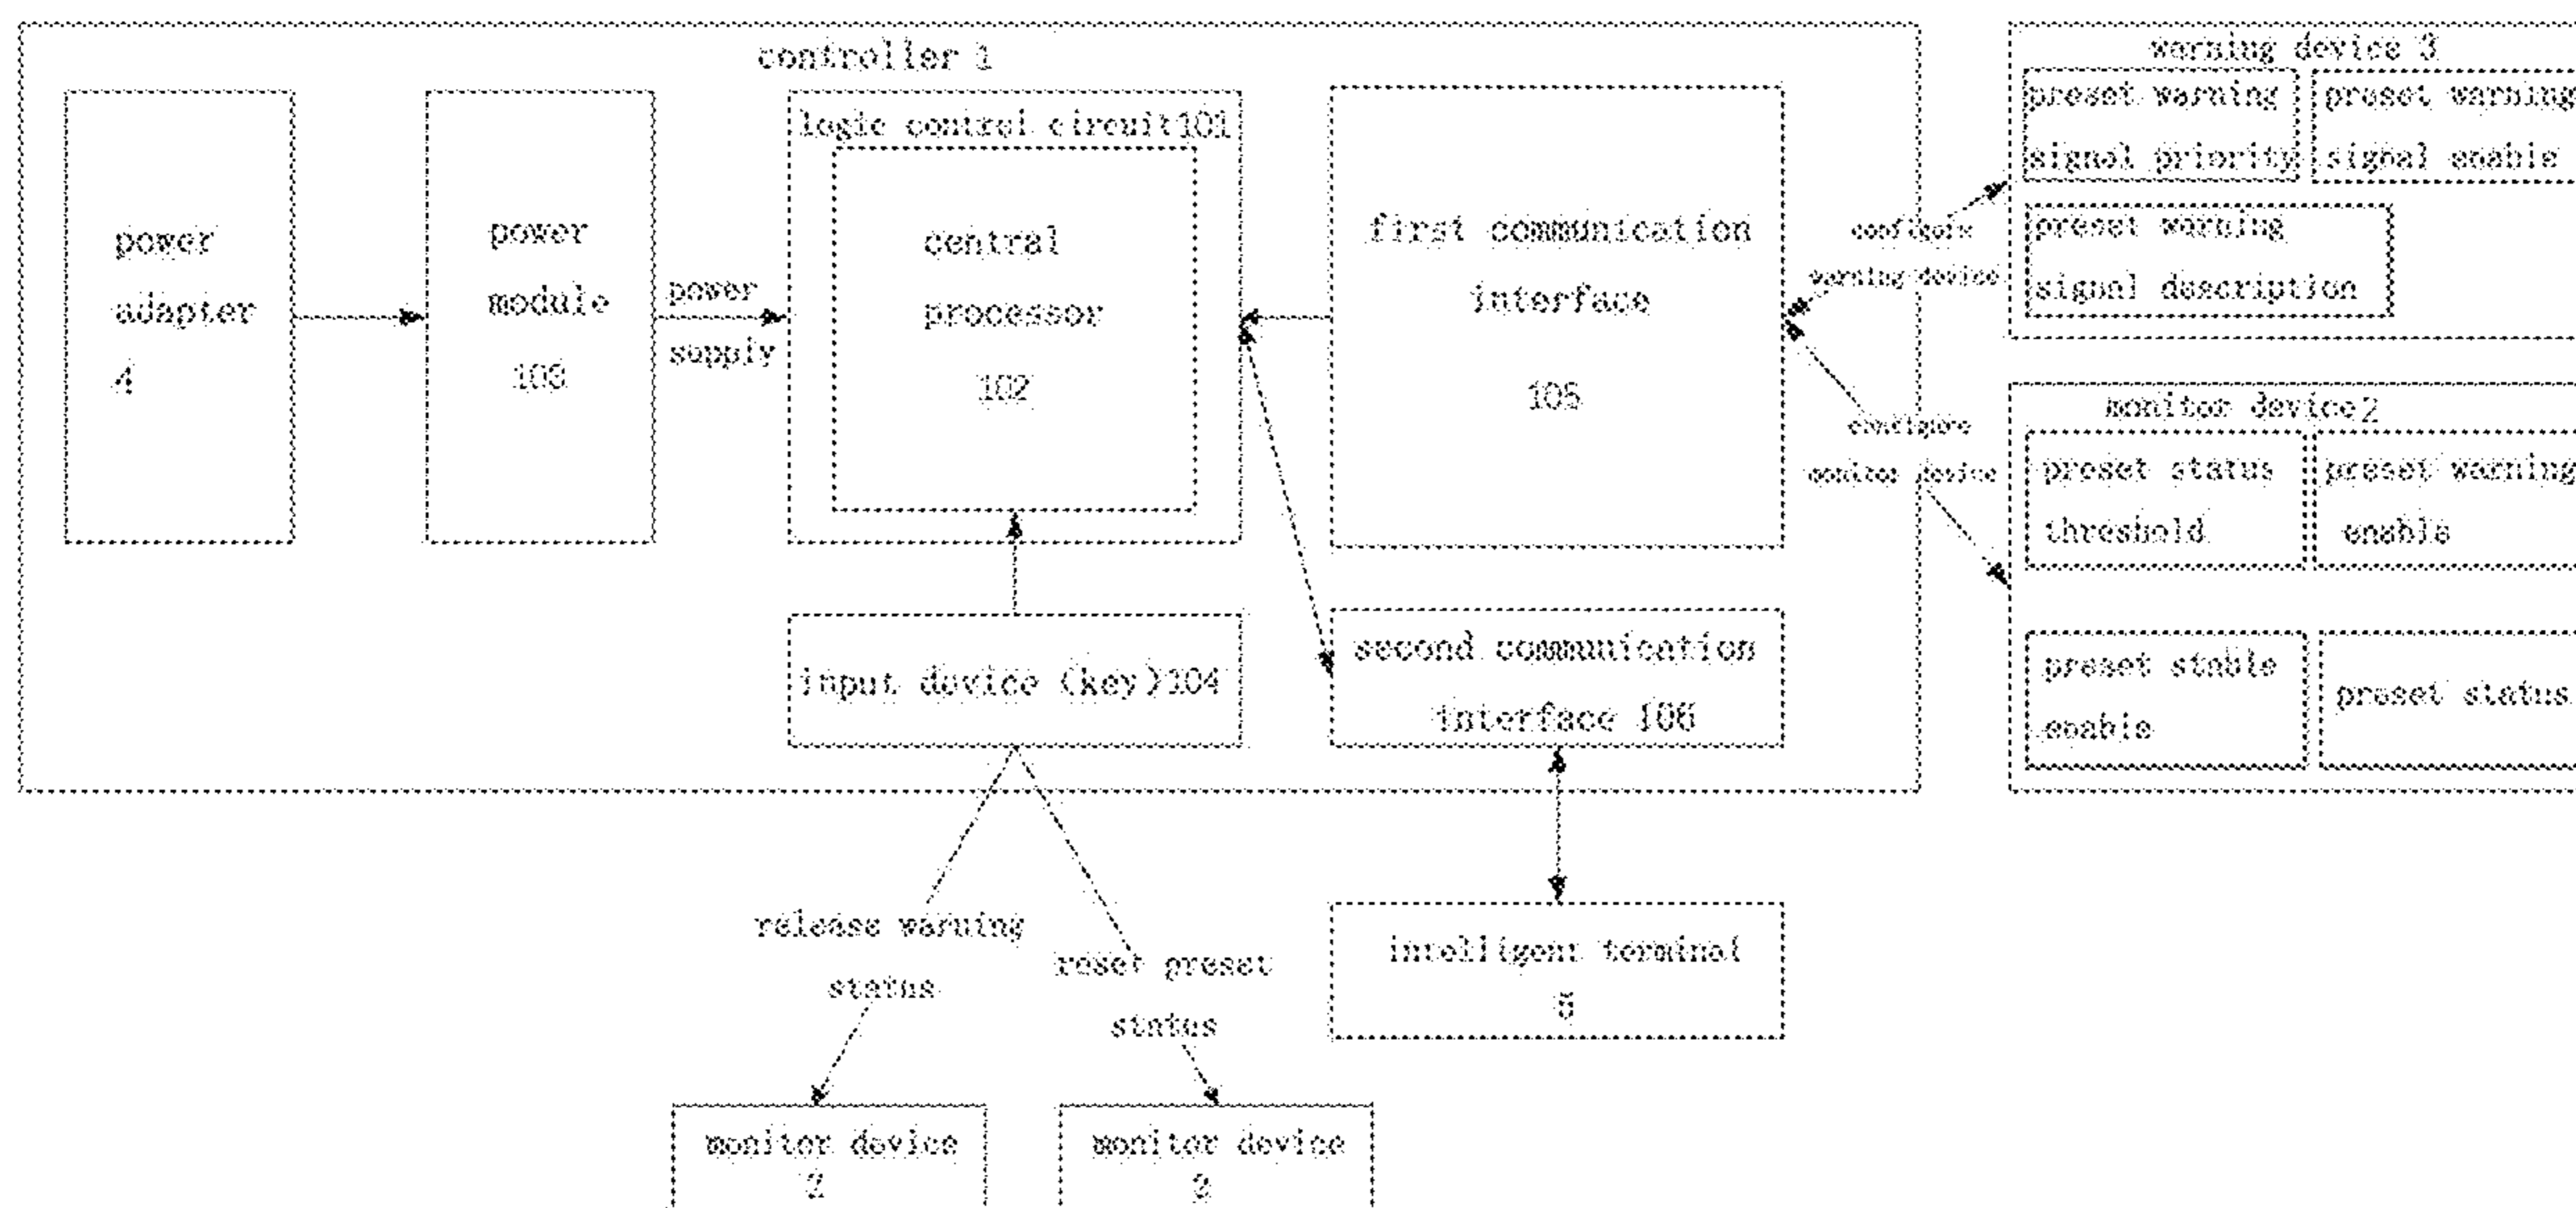 controller 1
power
adapter
4
power
module
103
power
supply
logic control circuit101
central
processor
102
first communication
interface
105
input device (key)104
second communication
interface 106
configure
warning device
configure
monitor device
warning device 3
preset warning
signal priority
preset warning
signal enable
preset warning
signal description
monitor device2
preset status
threshold
preset warning
enable
preset stable
enable
preset status
release warning
status
reset preset
status
intelligent terminal
5
monitor device
2
monitor device
2